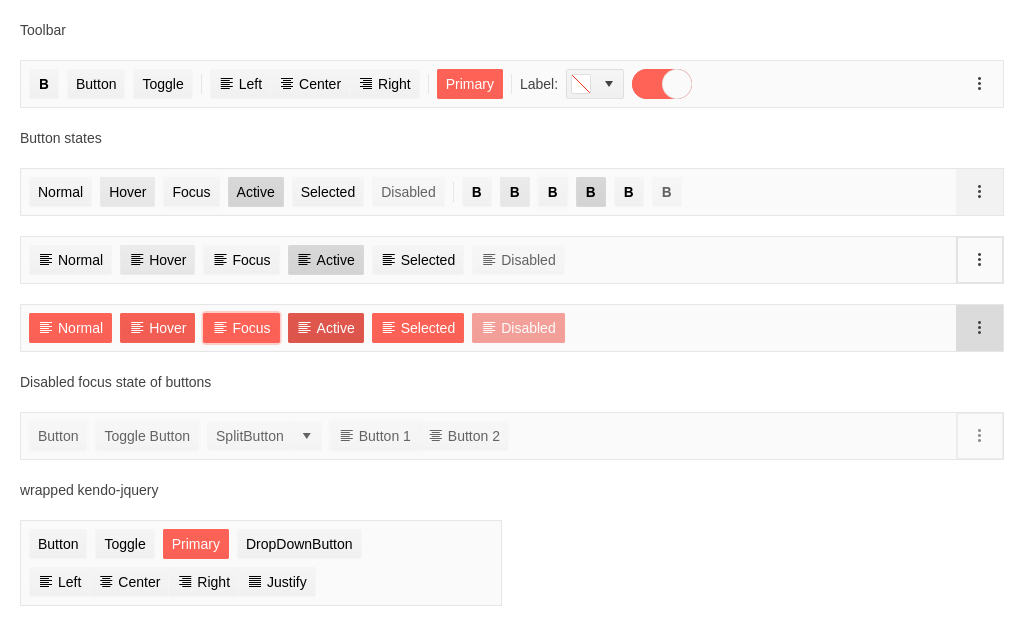 Toolbar
B Button Toggle Left Center Right Primary Label:
Button states
Normal Hover Focus Active Selected Disabled B B B B B B
Normal Hover Focus Active Selected Disabled
Normal Hover Focus Active Selected Disabled
Disabled focus state of buttons
Button Toggle Button SplitButton Button 1 Button 2
wrapped kendo-jquery
Button Toggle Primary DropDownButton
Left Center Right Justify